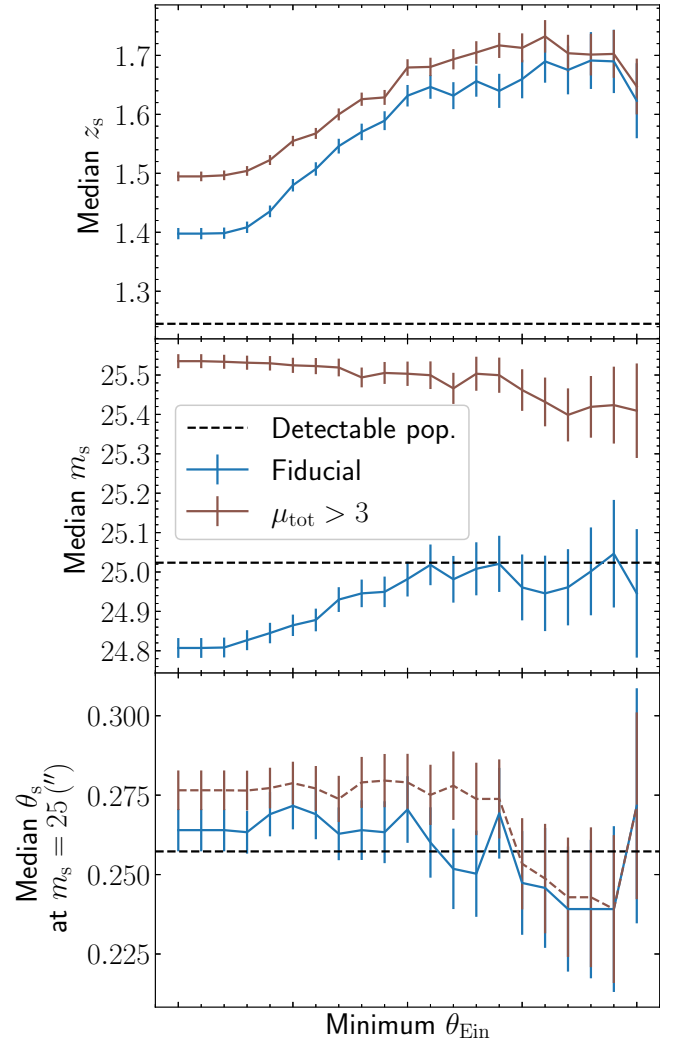 1.7
1.6
1.5
1.4
1.3
Median z_s
25.5
25.4
25.3
25.2
25.1
25.0
24.9
24.8
Median m_s
Detectable pop.
Fiducial
μ_tot > 3
0.300
0.275
0.250
0.225
Median θ_s
at m_s = 25 (′′)
Minimum θ_Ein